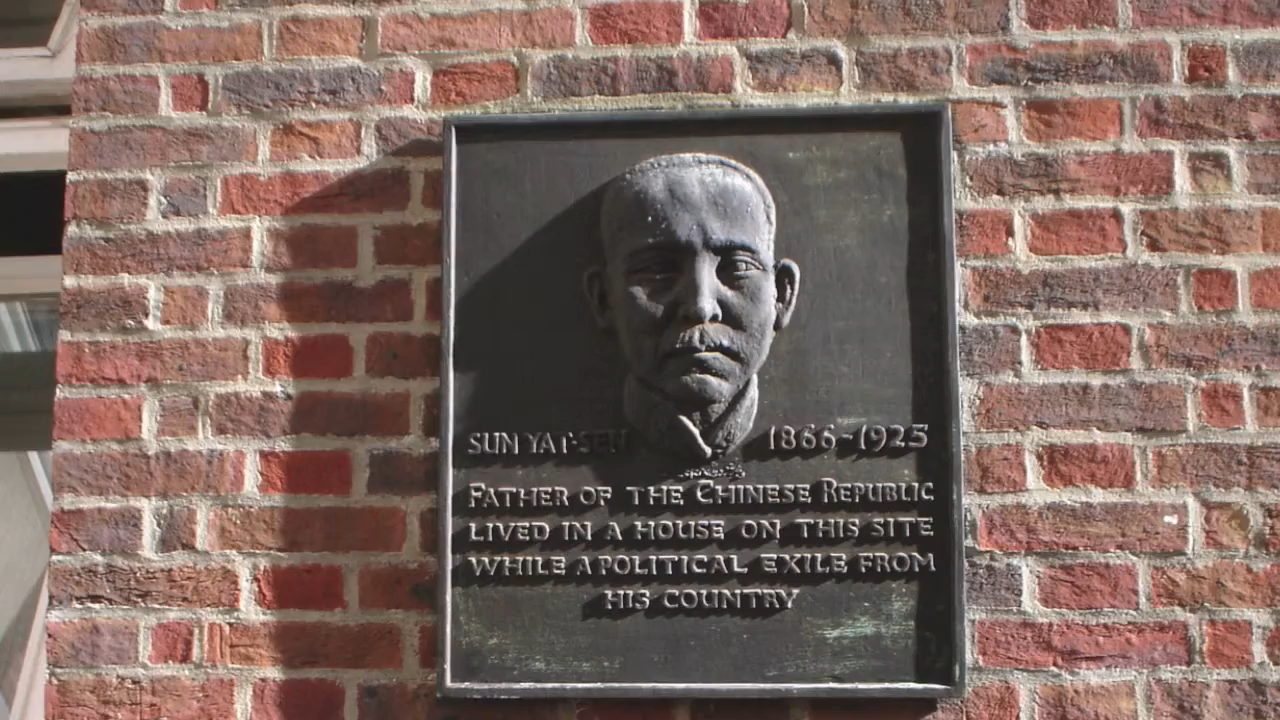 SUN YAT-SEN 1866-1925
FATHER OF THE CHINESE REPUBLIC
LIVED IN A HOUSE ON THIS SITE
WHILE A POLITICAL EXILE FROM
HIS COUNTRY